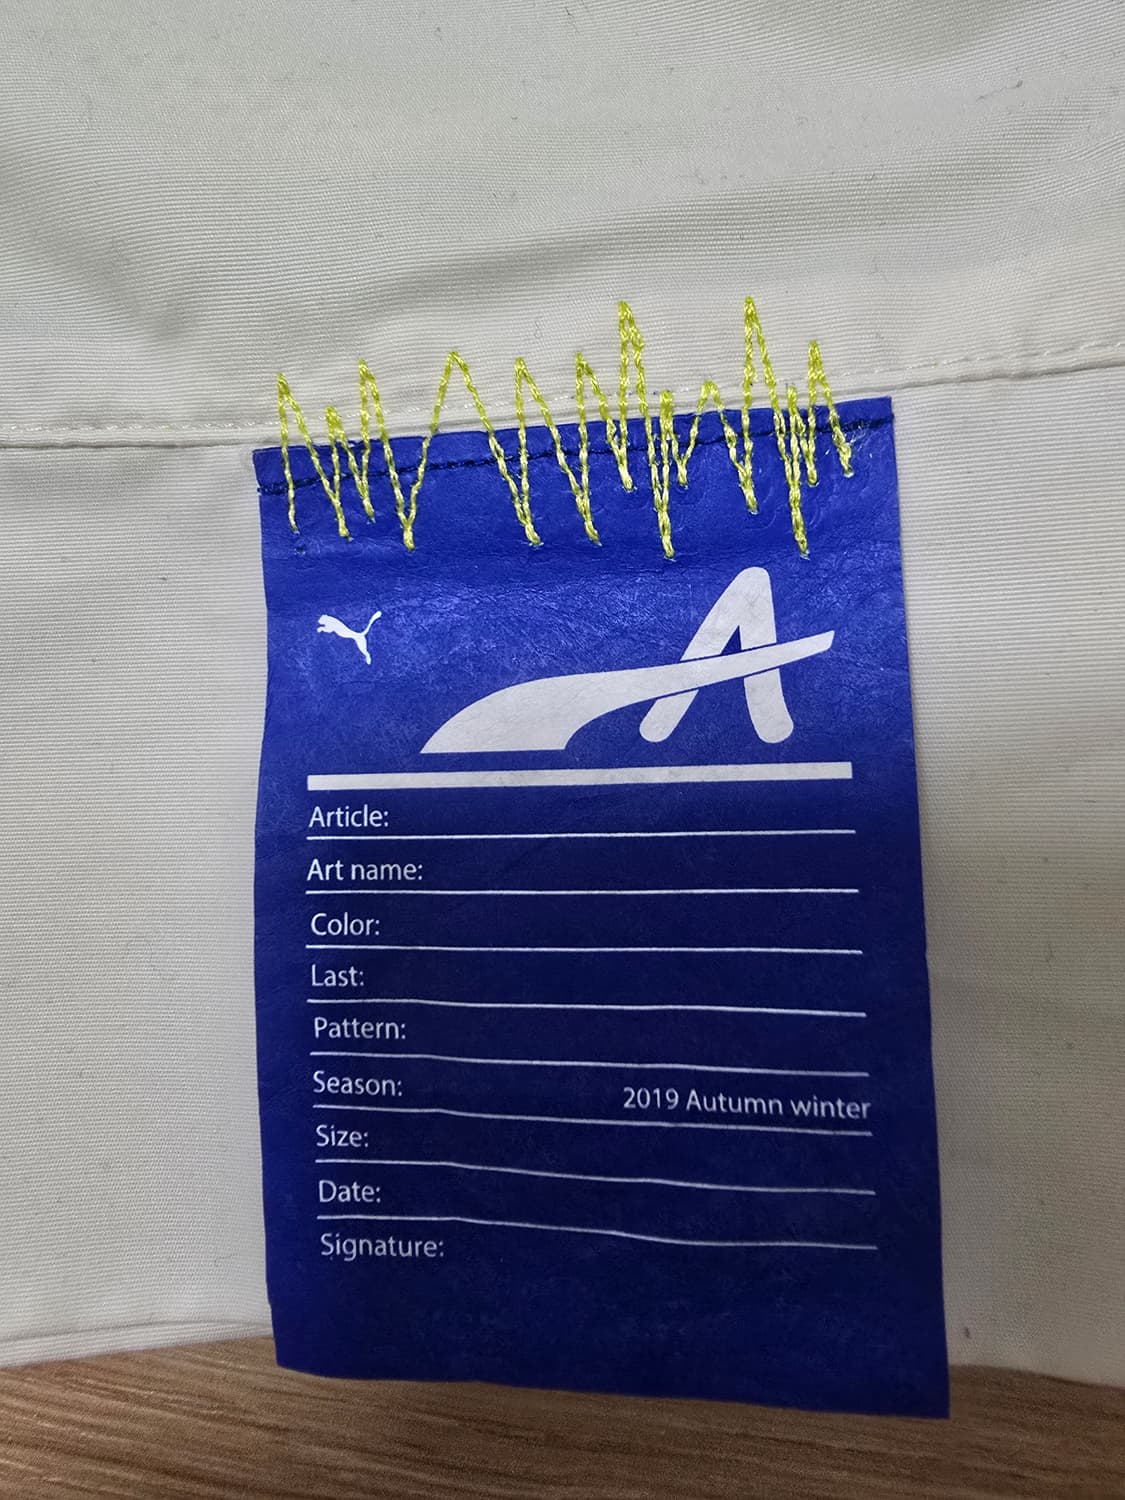 A
Article:
Art name:
Color:
Last:
Pattern:
Season: 2019 Autumn winter
Size:
Date:
Signature: